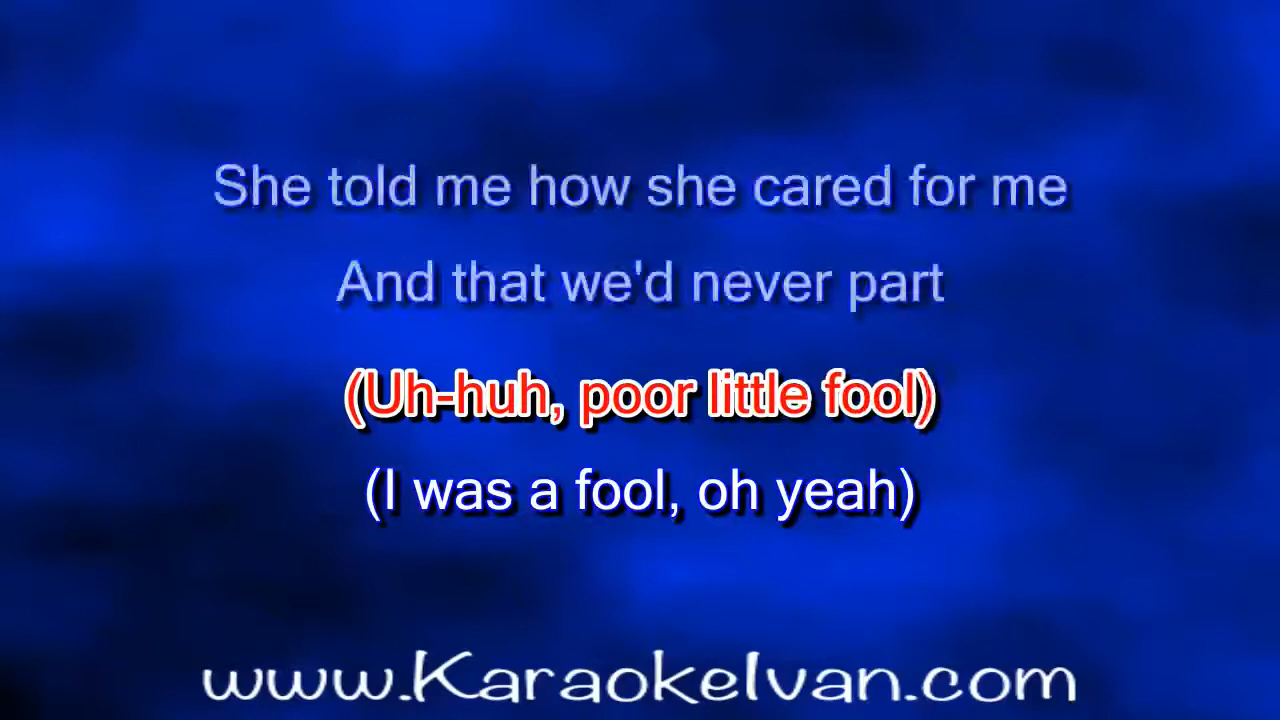 She told me how she cared for me
And that we'd never part
(Uh-huh, poor little fool)
(I was a fool, oh yeah)
www.KaraokeIvan.com